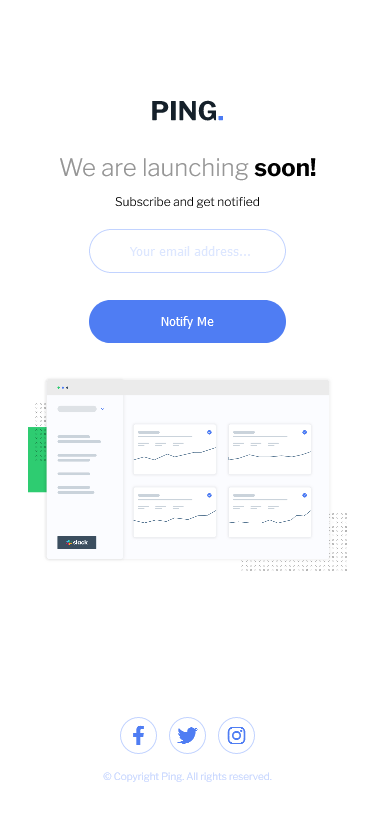 PING.
We are launching soon!
Subscribe and get notified
Your email address...
Notify Me
slack
© Copyright Ping. All rights reserved.